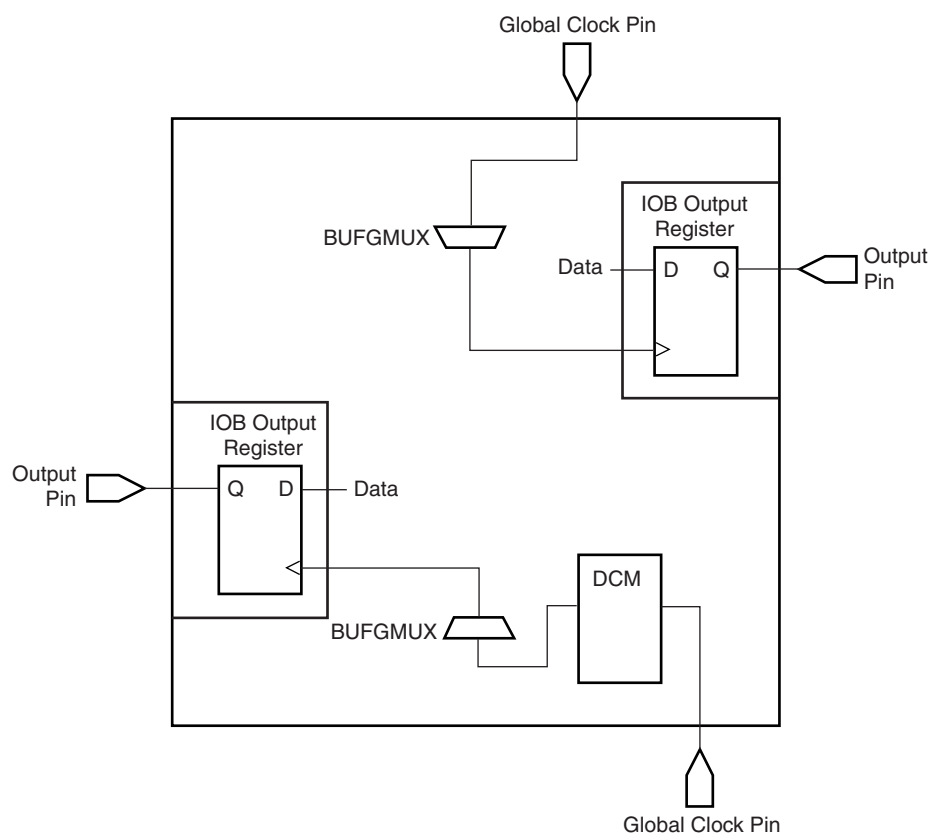 Global Clock Pin
IOB Output
Register
BUFGMUX
Data
D
Q
Output
Pin
IOB Output
Register
Output
Pin
Q
D
Data
DCM
BUFGMUX
Global Clock Pin